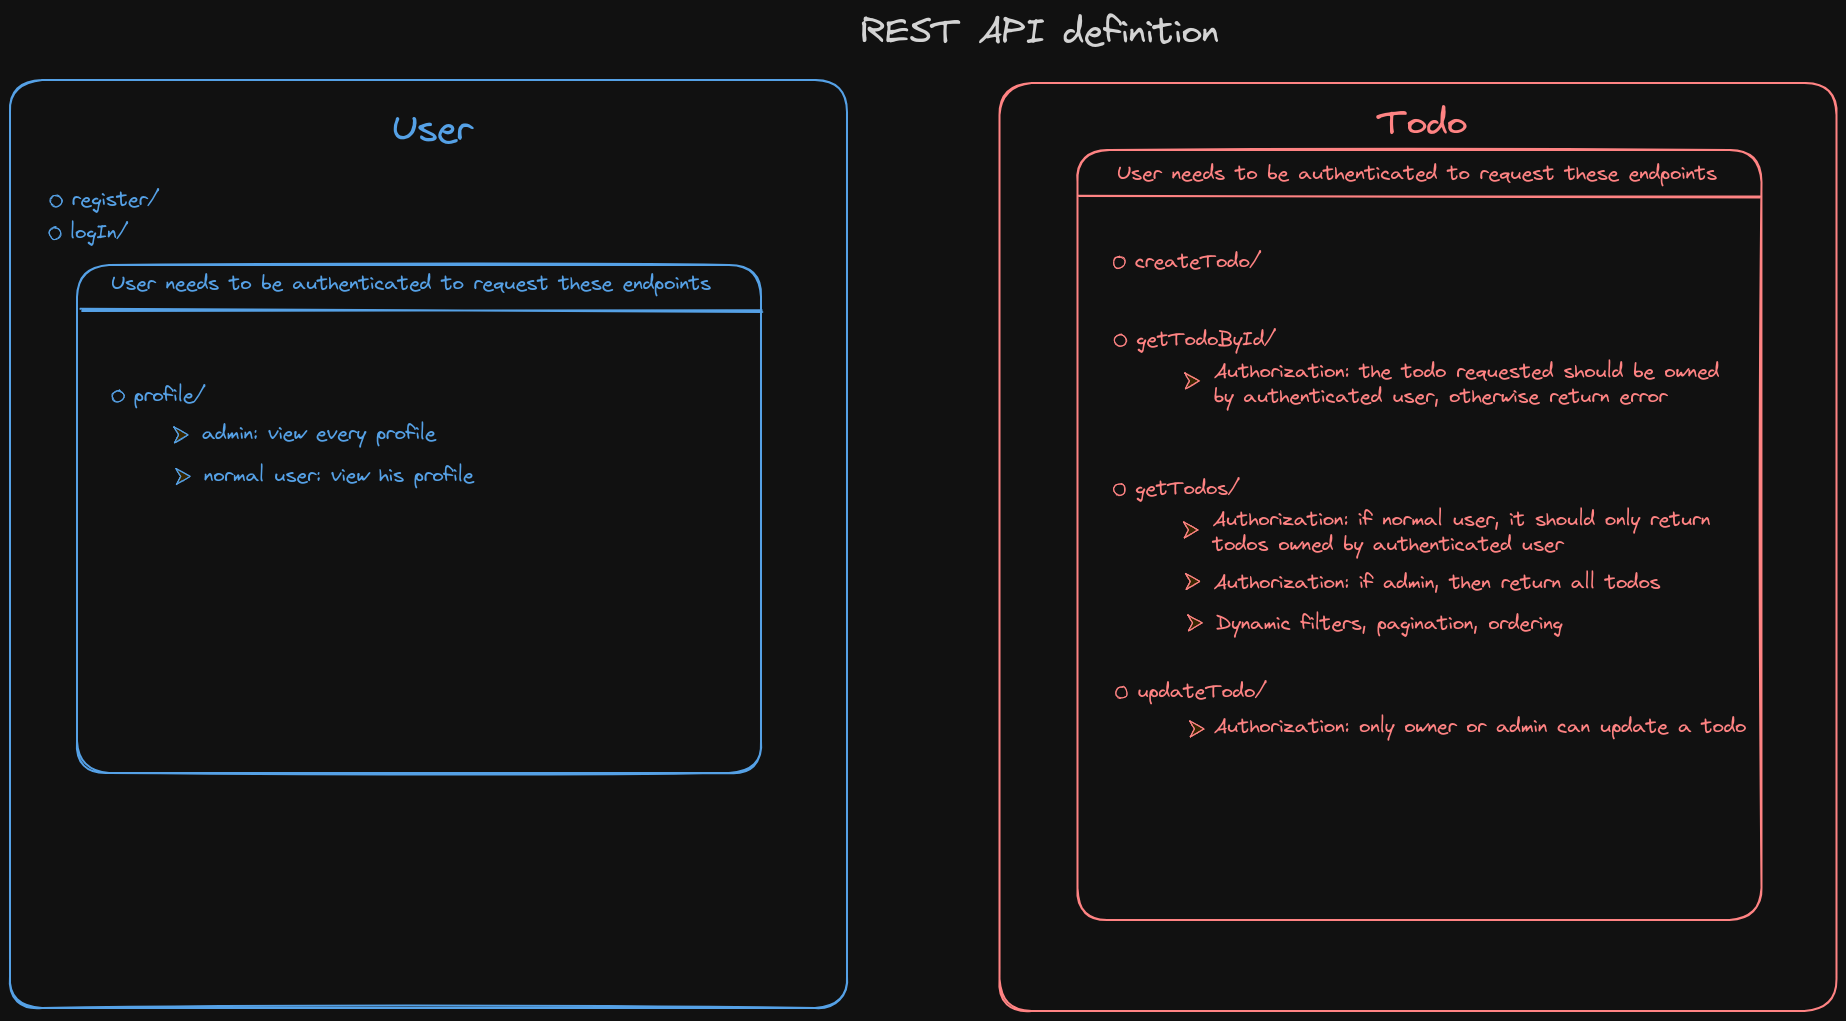 REST API definition
User
register/
logIn/
User needs to be authenticated to request these endpoints
profile/
admin: view every profile
normal user: view his profile
Todo
User needs to be authenticated to request these endpoints
createTodo/
getTodoById/
Authorization: the todo requested should be owned
by authenticated user, otherwise return error
getTodos/
Authorization: if normal user, it should only return
todos owned by authenticated user
Authorization: if admin, then return all todos
Dynamic filters, pagination, ordering
updateTodo/
Authorization: only owner or admin can update a todo